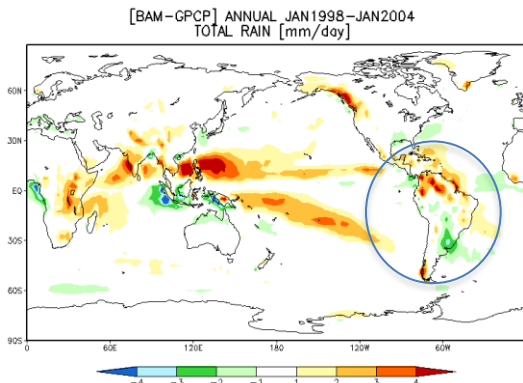 [BAM-GPCP] ANNUAL JAN1998-JAN2004
TOTAL RAIN [mm/day]
60N
30N
EQ
30S
60S
90S
0 60E 120E 180 120W 60W
-4 -3 -2 -1 1 2 3 4